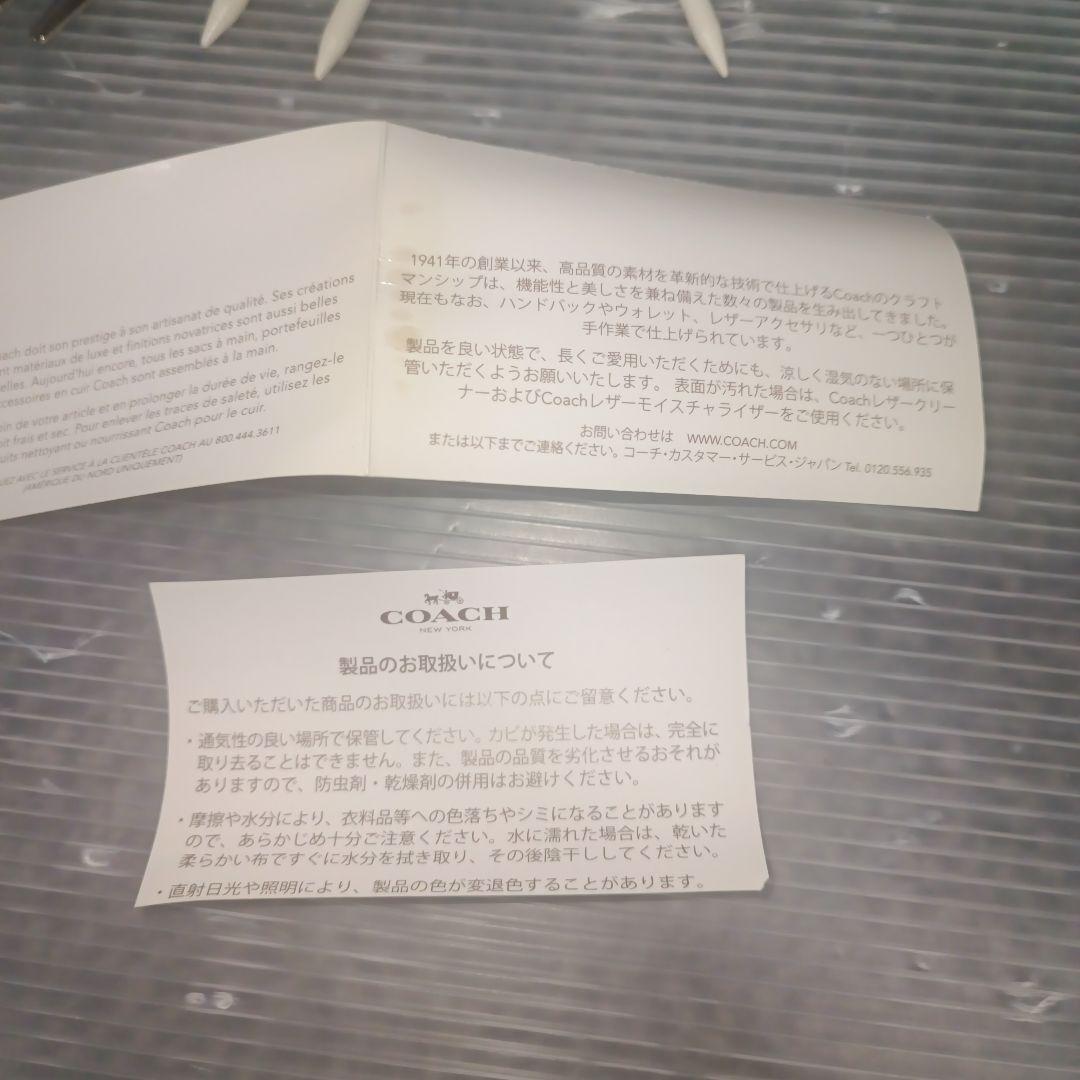 ach doit son prestige à son artisanat de qualité. Ses créations
nt matériaux de luxe et finitions novatrices sont aussi belles
elles. Aujourd'hui encore, tous les sacs à main, portefeuilles
ccessoires en cuir Coach sont assemblés à la main.
in de votre article et en prolonger la durée de vie, rangez-le
it frais et sec. Pour enlever les traces de saleté, utilisez les
uits nettoyant ou nourrissant Coach pour le cuir.
UEZ AVEC LE SERVICE À LA CLIENTÈLE COACH AU 800.444.3611
(AMÉRIQUE DU NORD UNIQUEMENT)
1941年の創業以来、高品質の素材を革新的な技術で仕上げるCoachのクラフト
マンシップは、機能性と美しさを兼ね備えた数々の製品を生み出してきました。
現在もなお、ハンドバックやウォレット、レザーアクセサリなど、一つひとつが
手作業で仕上げられています。
製品を良い状態で、長くご愛用いただくためにも、涼しく湿気のない場所に保
管いただくようお願いいたします。 表面が汚れた場合は、Coachレザークリー
ナーおよびCoachレザーモイスチャライザーをご使用ください。
お問い合わせは WWW.COACH.COM
または以下までご連絡ください。コーチ・カスタマー・サービス・ジャパン Tel. 0120.556.935
COACH
NEW YORK
製品のお取扱いについて
ご購入いただいた商品のお取扱いには以下の点にご留意ください。
・通気性の良い場所で保管してください。カビが発生した場合は、完全に
取り去ることはできません。また、製品の品質を劣化させるおそれが
ありますので、防虫剤・乾燥剤の併用はお避けください。
・摩擦や水分により、衣料品等への色落ちやシミになることがあります
ので、あらかじめ十分ご注意ください。水に濡れた場合は、乾いた
柔らかい布ですぐに水分を拭き取り、その後陰干ししてください。
・直射日光や照明により、製品の色が変退色することがあります。